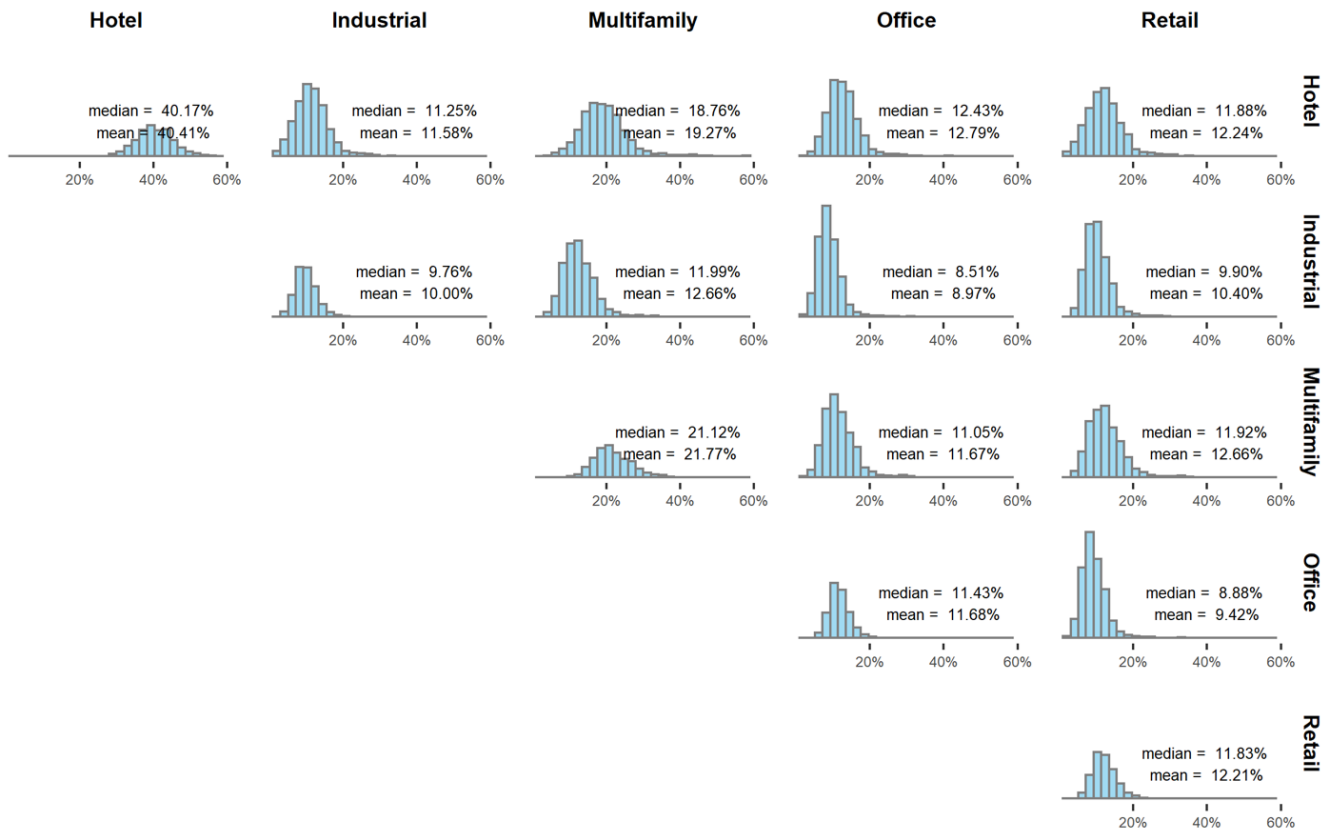 Hotel Industrial Multifamily Office Retail
Hotel
median = 40.17%
mean = 40.41%
20% 40% 60%
median = 11.25%
mean = 11.58%
20% 40% 60%
median = 18.76%
mean = 19.27%
20% 40% 60%
median = 12.43%
mean = 12.79%
20% 40% 60%
median = 11.88%
mean = 12.24%
20% 40% 60%
Industrial
median = 9.76%
mean = 10.00%
20% 40% 60%
median = 11.99%
mean = 12.66%
20% 40% 60%
median = 8.51%
mean = 8.97%
20% 40% 60%
median = 9.90%
mean = 10.40%
20% 40% 60%
Multifamily
median = 21.12%
mean = 21.77%
20% 40% 60%
median = 11.05%
mean = 11.67%
20% 40% 60%
median = 11.92%
mean = 12.66%
20% 40% 60%
Office
median = 11.43%
mean = 11.68%
20% 40% 60%
median = 8.88%
mean = 9.42%
20% 40% 60%
Retail
median = 11.83%
mean = 12.21%
20% 40% 60%